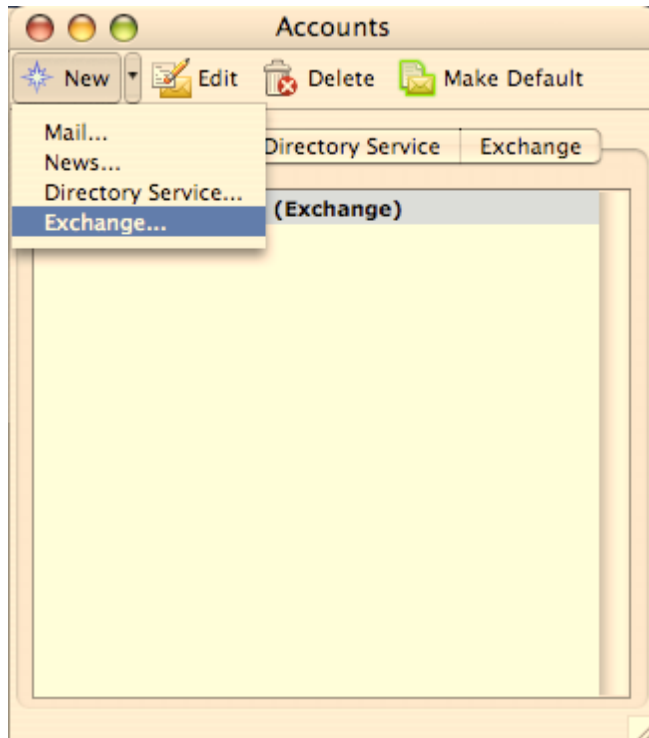 Accounts
New Edit Delete Make Default
Mail...
News...
Directory Service...
Exchange...
Directory Service Exchange
(Exchange)